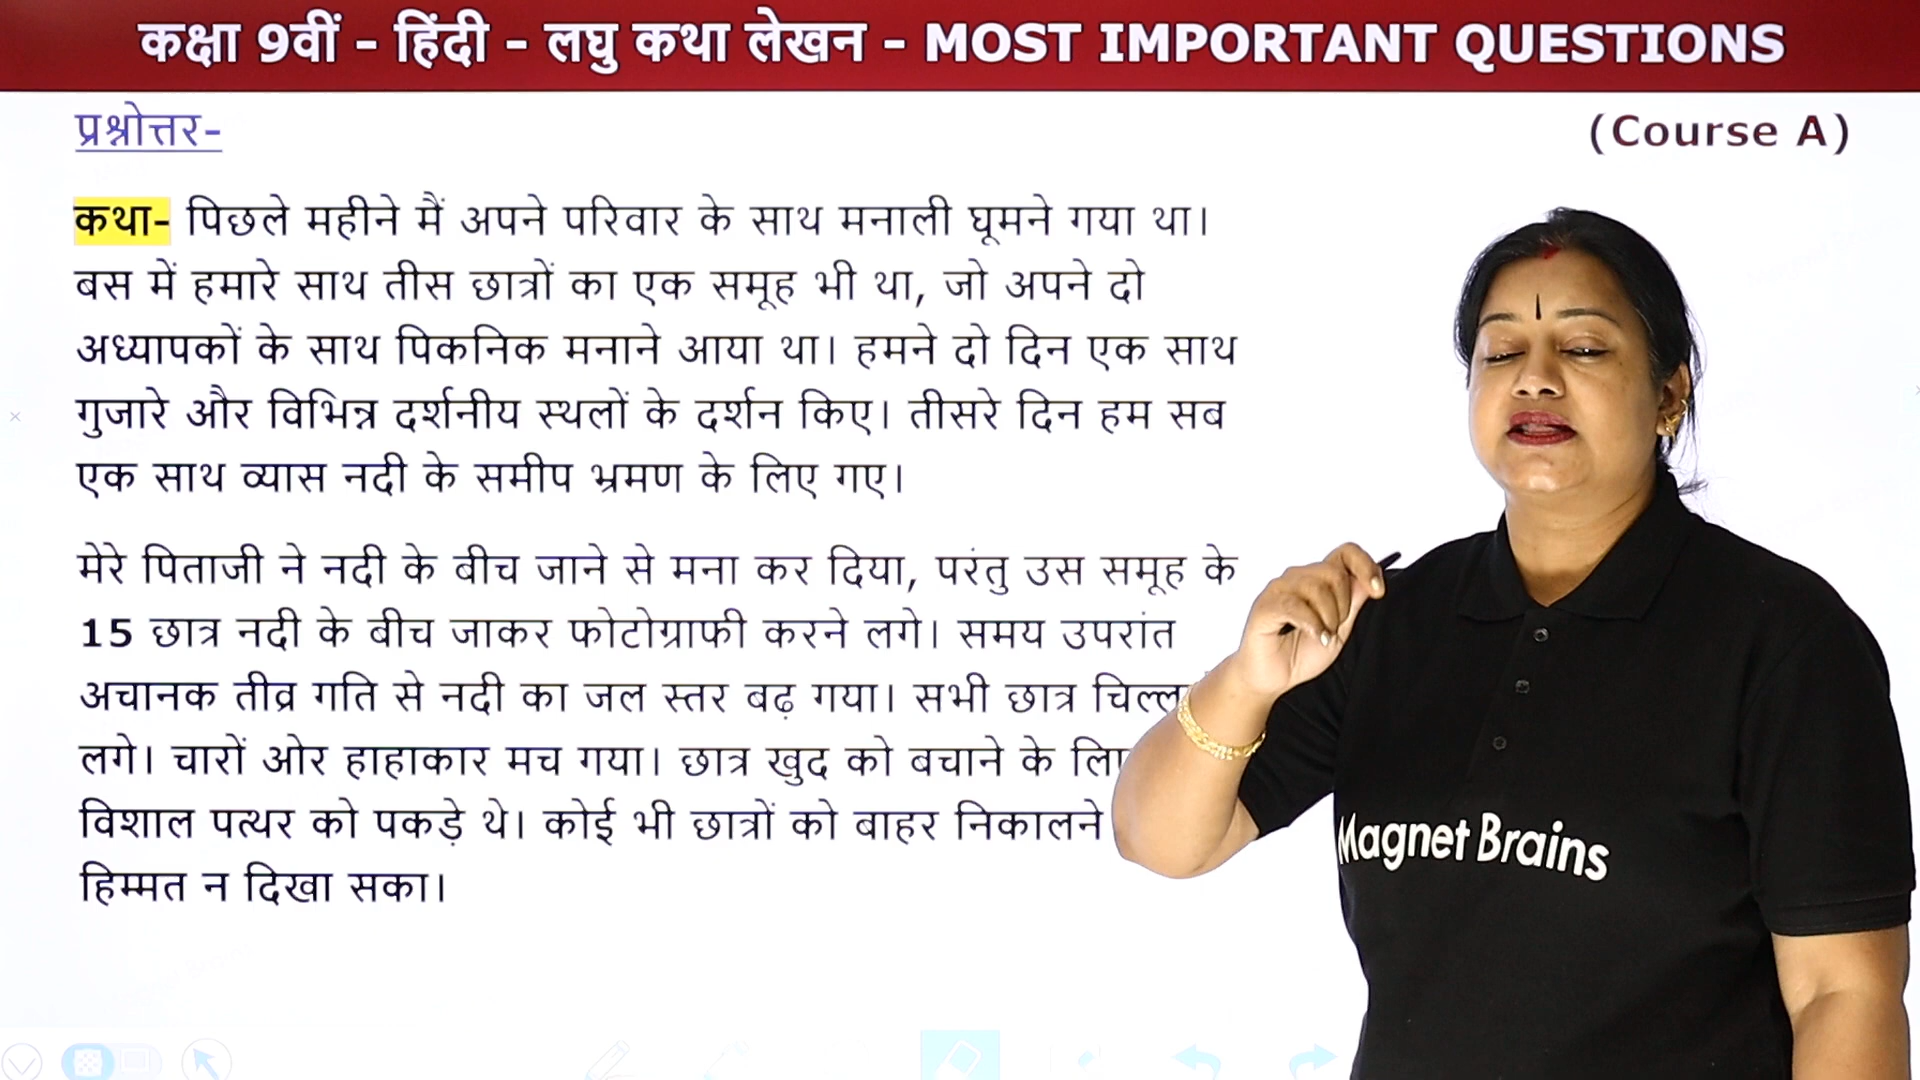 कक्षा 9वीं - हिंदी - लघु कथा लेखन - MOST IMPORTANT QUESTIONS
प्रश्नोत्तर-
(Course A)
कथा- पिछले महीने मैं अपने परिवार के साथ मनाली घूमने गया था।
बस में हमारे साथ तीस छात्रों का एक समूह भी था, जो अपने दो
अध्यापकों के साथ पिकनिक मनाने आया था। हमने दो दिन एक साथ
गुजारे और विभिन्न दर्शनीय स्थलों के दर्शन किए। तीसरे दिन हम सब
एक साथ व्यास नदी के समीप भ्रमण के लिए गए।
मेरे पिताजी ने नदी के बीच जाने से मना कर दिया, परंतु उस समूह के
15 छात्र नदी के बीच जाकर फोटोग्राफी करने लगे। समय उपरांत
अचानक तीव्र गति से नदी का जल स्तर बढ़ गया। सभी छात्र
लगे। चारों ओर हाहाकार मच गया। छात्र खुद को बचाने के
विशाल पत्थर को पकड़े थे। कोई भी छात्रों को बाहर निकालने
हिम्मत न दिखा सका।
Magnet Brains